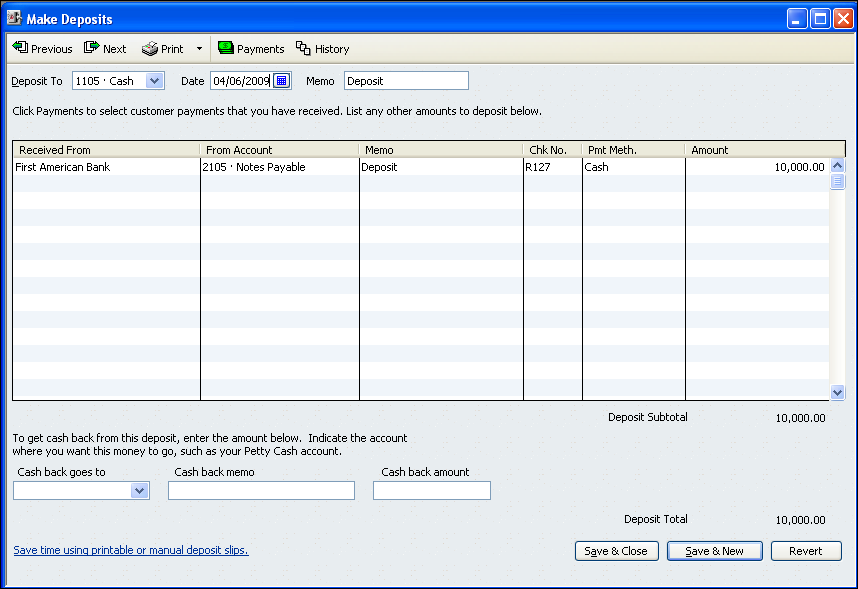 Make Deposits
Previous Next Print Payments History
Deposit To 1105 · Cash Date 04/06/2009 Memo Deposit
Click Payments to select customer payments that you have received. List any other amounts to deposit below.
Received From From Account Memo Chk No. Pmt Meth. Amount
First American Bank 2105 · Notes Payable Deposit R127 Cash 10,000.00
Deposit Subtotal 10,000.00
To get cash back from this deposit, enter the amount below. Indicate the account
where you want this money to go, such as your Petty Cash account.
Cash back goes to Cash back memo Cash back amount
Deposit Total 10,000.00
Save time using printable or manual deposit slips. Save & Close Save & New Revert